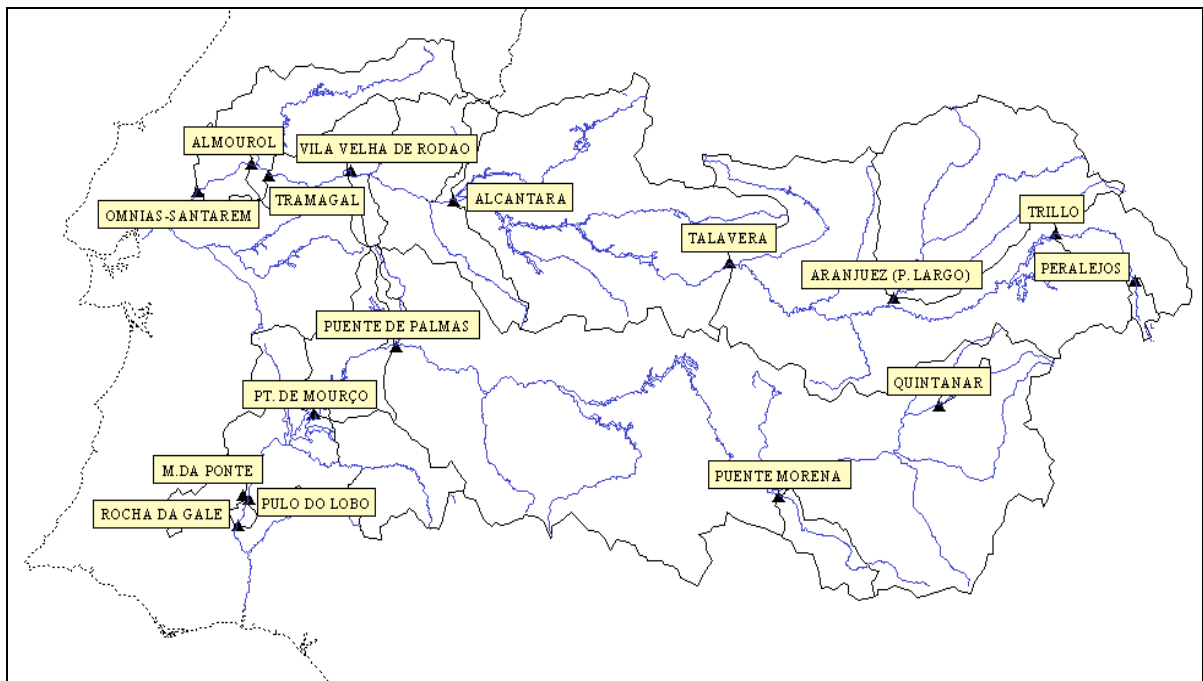 ALMOUROL
VILA VELHA DE RODAO
TRAMAGAL
ALCANTARA
OMNIAS-SANTAREM
TRILLO
TALAVERA
ARANJUEZ (P. LARGO)
PERALEJOS
PUENTE DE PALMAS
QUINTANAR
PT. DE MOURÇO
M.DA PONTE
PUENTE MORENA
PULO DO LOBO
ROCHA DA GALE